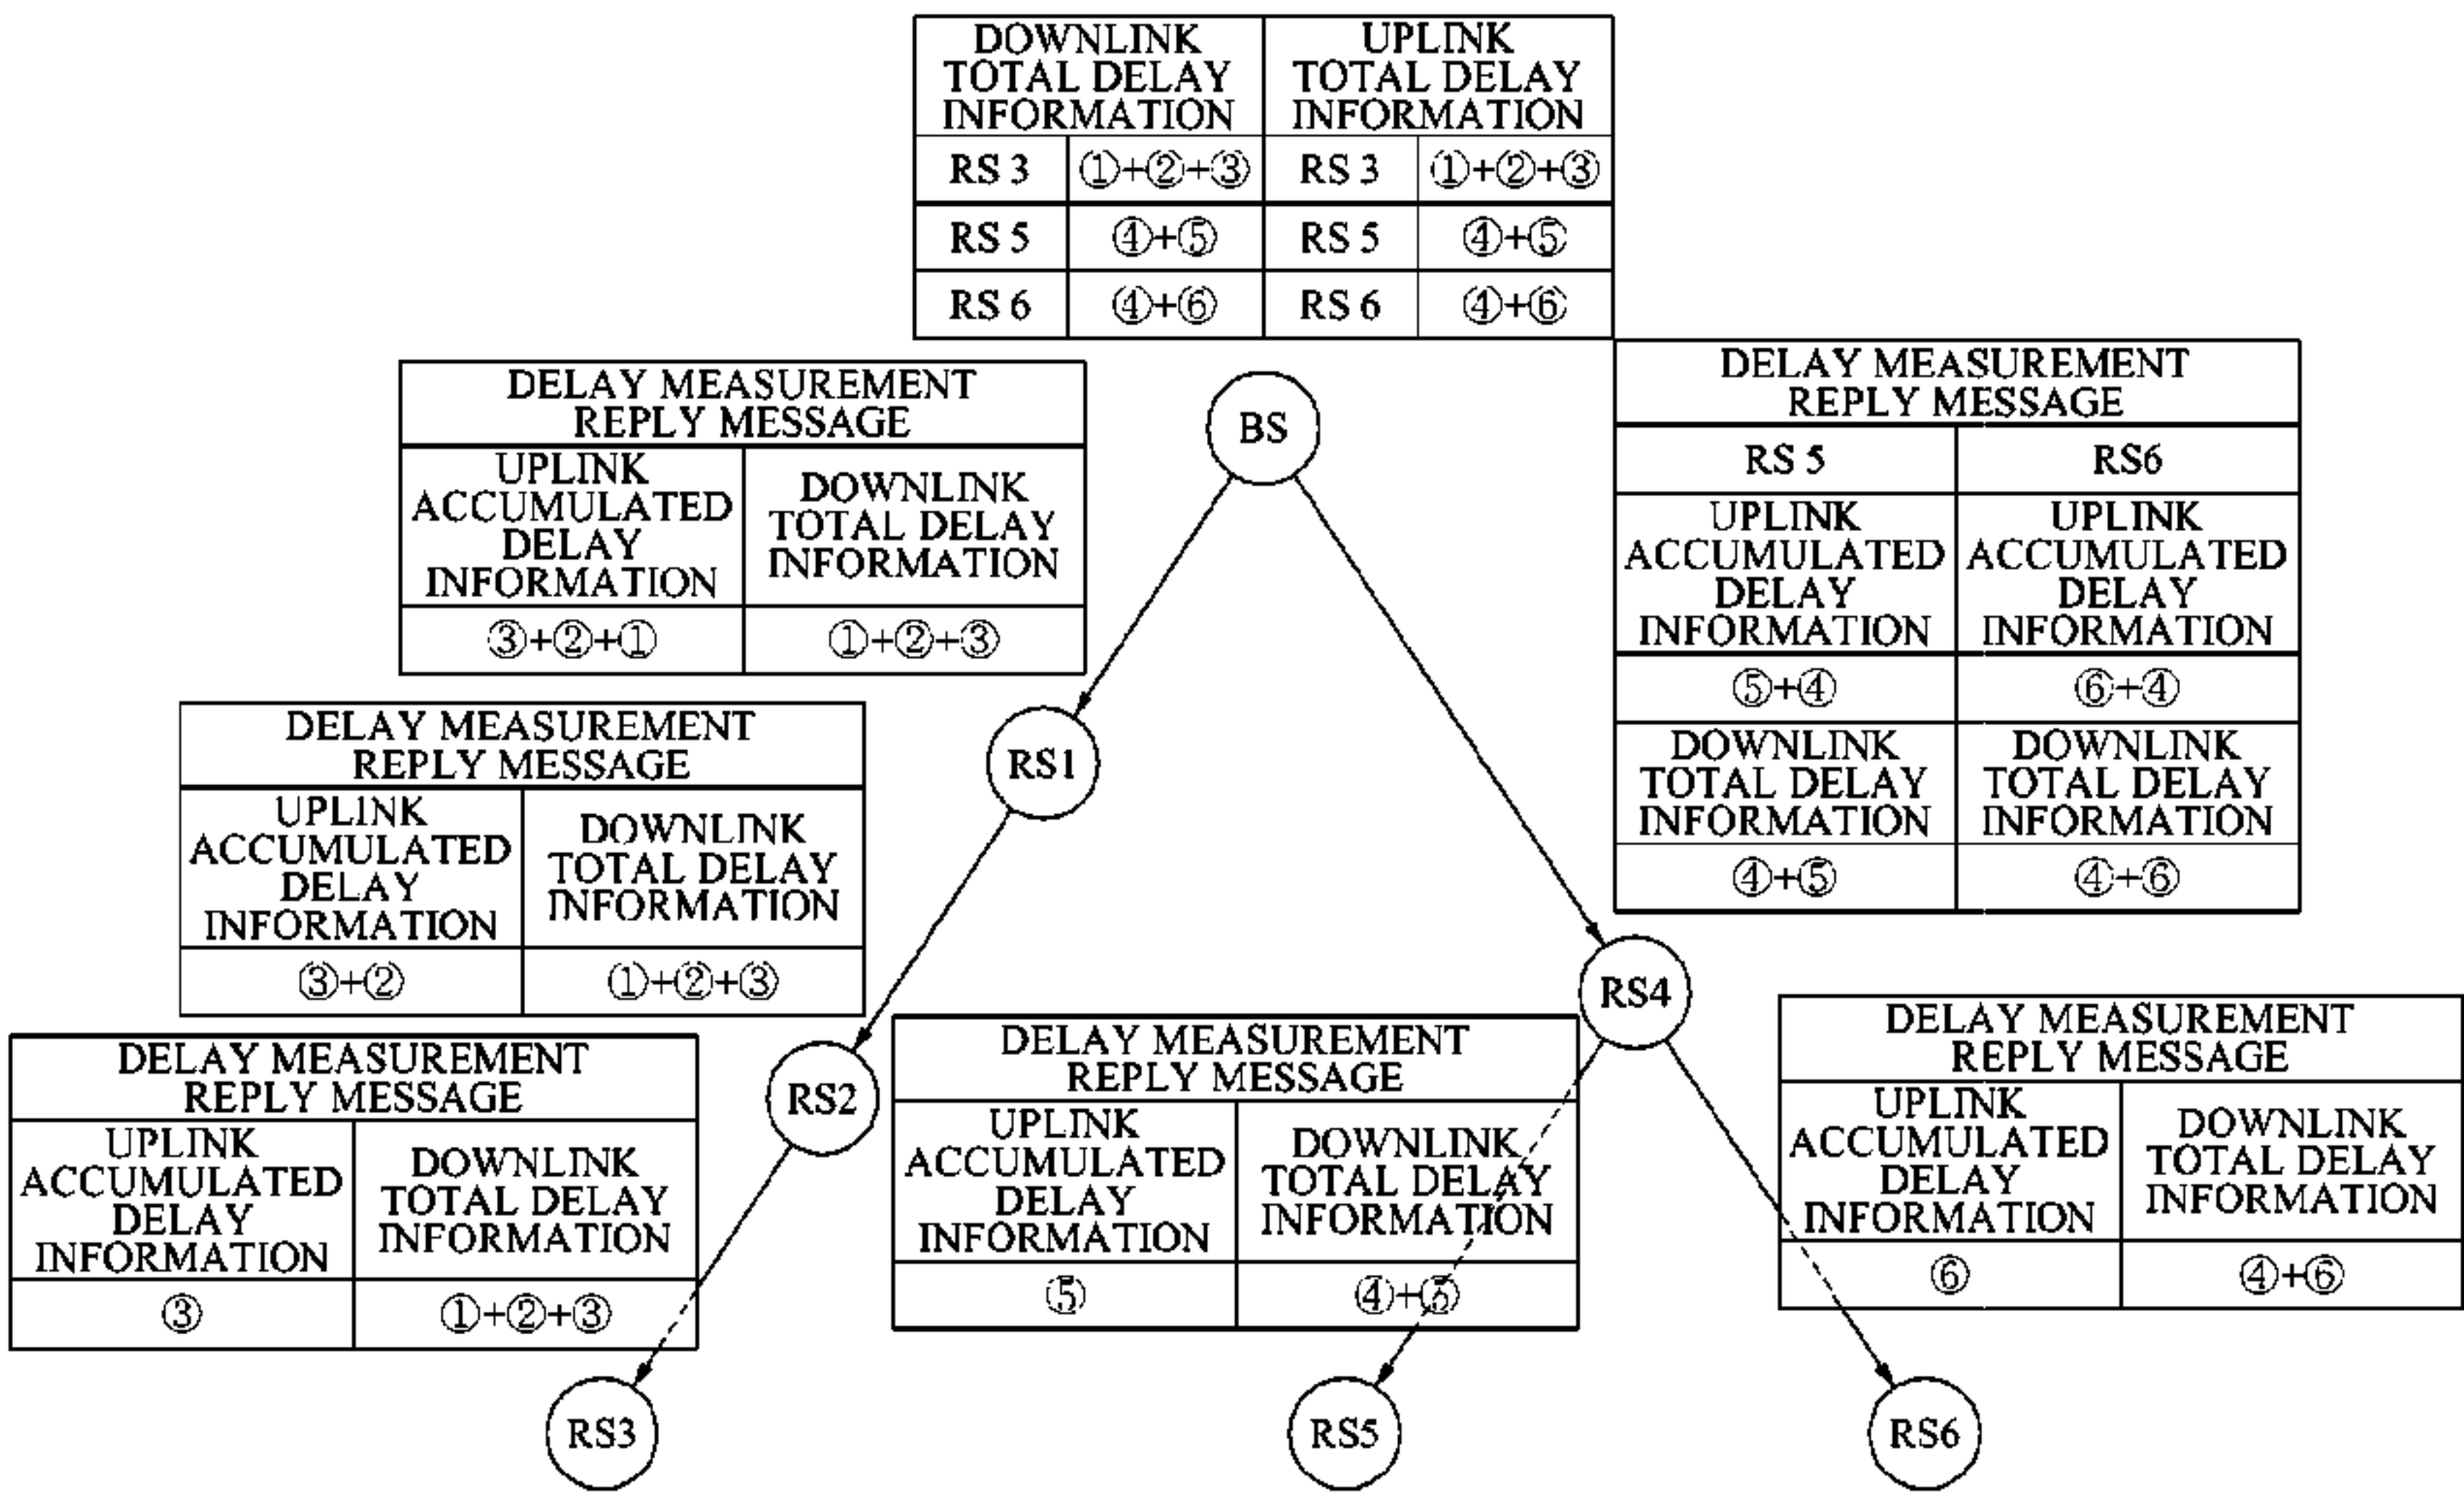 DOWNLINK
TOTAL DELAY
INFORMATION
UPLINK
TOTAL DELAY
INFORMATION
RS 3 ①+②+③ RS 3 ①+②+③
RS 5 ④+⑤ RS 5 ④+⑤
RS 6 ④+⑥ RS 6 ④+⑥
DELAY MEASUREMENT
REPLY MESSAGE
UPLINK
ACCUMULATED
DELAY
INFORMATION
DOWNLINK
TOTAL DELAY
INFORMATION
③+②+① ①+②+③
BS
DELAY MEASUREMENT
REPLY MESSAGE
RS 5 RS6
UPLINK
ACCUMULATED
DELAY
INFORMATION
UPLINK
ACCUMULATED
DELAY
INFORMATION
⑤+④ ⑥+④
DOWNLINK
TOTAL DELAY
INFORMATION
DOWNLINK
TOTAL DELAY
INFORMATION
④+⑤ ④+⑥
DELAY MEASUREMENT
REPLY MESSAGE
UPLINK
ACCUMULATED
DELAY
INFORMATION
DOWNLINK
TOTAL DELAY
INFORMATION
③+② ①+②+③
RS1
RS4
DELAY MEASUREMENT
REPLY MESSAGE
UPLINK
ACCUMULATED
DELAY
INFORMATION
DOWNLINK
TOTAL DELAY
INFORMATION
③ ①+②+③
RS2
DELAY MEASUREMENT
REPLY MESSAGE
UPLINK
ACCUMULATED
DELAY
INFORMATION
DOWNLINK
TOTAL DELAY
INFORMATION
⑤ ④+⑤
DELAY MEASUREMENT
REPLY MESSAGE
UPLINK
ACCUMULATED
DELAY
INFORMATION
DOWNLINK
TOTAL DELAY
INFORMATION
⑥ ④+⑥
RS3
RS5
RS6